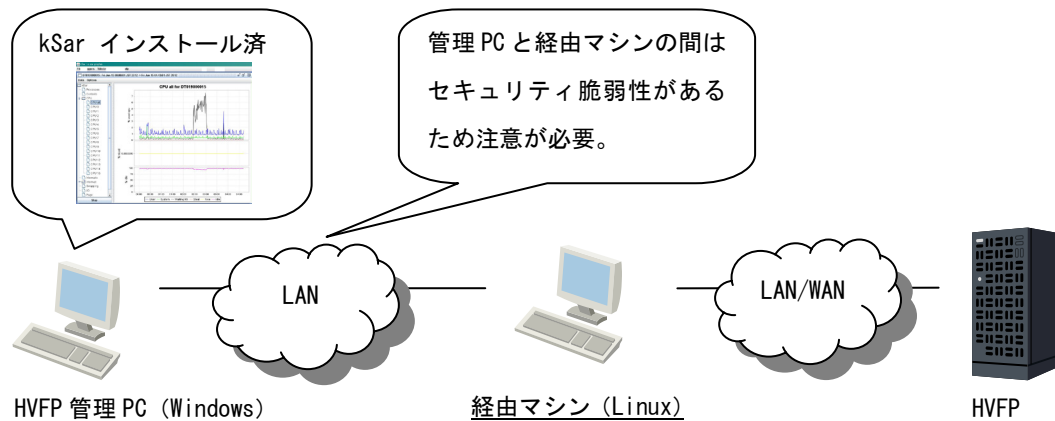 kSar インストール済
CPU all for
管理 PC と経由マシンの間は
セキュリティ脆弱性がある
ため注意が必要。
LAN
LAN/WAN
HVFP 管理 PC（Windows）
経由マシン（Linux）
HVFP